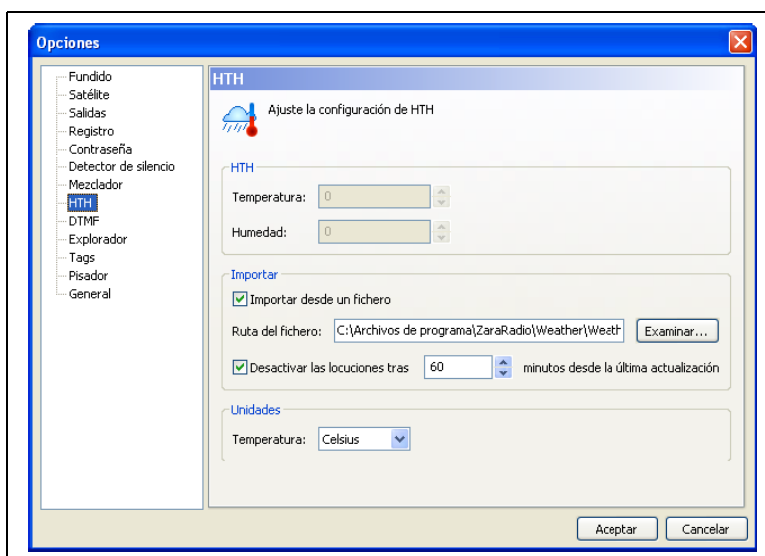 Opciones
Fundido
Satélite
Salidas
Registro
Contraseña
Detector de silencio
Mezclador
HTH
DTMF
Explorador
Tags
Pisador
General
HTH
Ajuste la configuración de HTH
HTH
Temperatura: 0
Humedad: 0
Importar
Importar desde un fichero
Ruta del fichero: C:\Archivos de programa\ZaraRadio\Weather\Weath Examinar...
Desactivar las locuciones tras 60 minutos desde la última actualización
Unidades
Temperatura: Celsius
Aceptar Cancelar